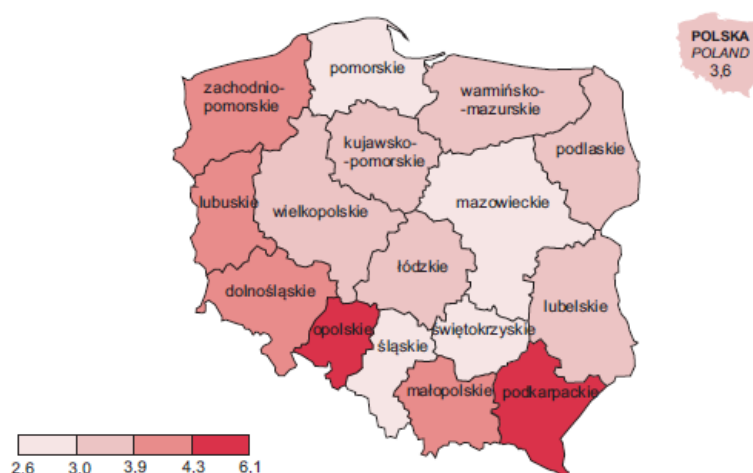 POLSKA
POLAND
3,6
pomorskie
zachodnio-
pomorskie
warmińsko-
-mazurskie
kujawsko-
-pomorskie
podlaskie
lubuskie
wielkopolskie
mazowieckie
łódzkie
dolnośląskie
lubelskie
opolskie
śląskie
świętokrzyskie
małopolskie
podkarpackie
2.6 3.0 3.9 4.3 6.1